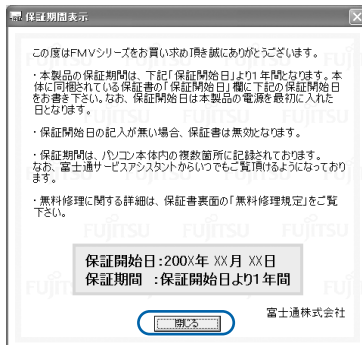 保証期間表示
この度はFMVシリーズをお買い求め頂き誠にありがとうございます。
・本製品の保証期間は、下記「保証開始日」より1年間となります。本
体に同梱されている保証書の「保証開始日」欄に下記の保証開始日
をお書き下さい。なお、保証開始日は本製品の電源を最初に入れた
日となります。
・保証開始日の記入が無い場合、保証書は無効となります。
・保証期間は、パソコン本体内の複数箇所に記録されております。
なお、富士通サービスアシスタントからいつでもご覧頂けるようになっており
ます。
・無料修理に関する詳細は、保証書裏面の「無料修理規定」をご覧
下さい。
保証開始日：200X年 XX月 XX日
保証期間 ：保証開始日より1年間
富士通株式会社
閉じる